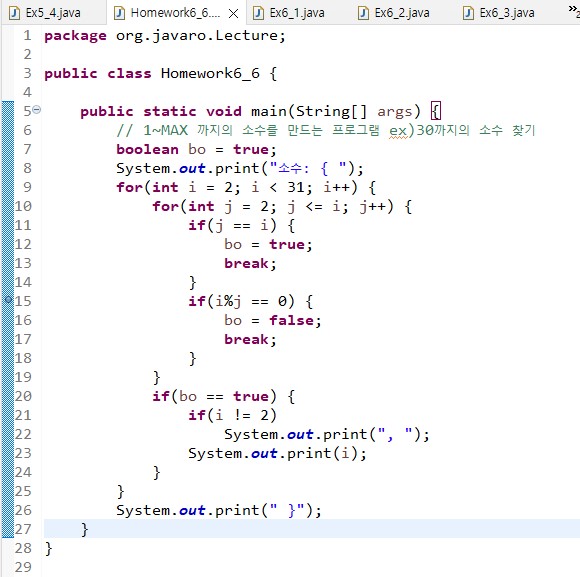 Ex5_4.java Homework6_6.... Ex6_1.java Ex6_2.java Ex6_3.java »2
1 package org.javaro.Lecture;
2
3 public class Homework6_6 {
4
5 public static void main(String[] args) {
6 // 1~MAX 까지의 소수를 만드는 프로그램 ex)30까지의 소수 찾기
7 boolean bo = true;
8 System.out.print("소수: { ");
9 for(int i = 2; i < 31; i++) {
10 for(int j = 2; j <= i; j++) {
11 if(j == i) {
12 bo = true;
13 break;
14 }
15 if(i%j == 0) {
16 bo = false;
17 break;
18 }
19 }
20 if(bo == true) {
21 if(i != 2)
22 System.out.print(", ");
23 System.out.print(i);
24 }
25 }
26 System.out.print(" }");
27 }
28 }
29